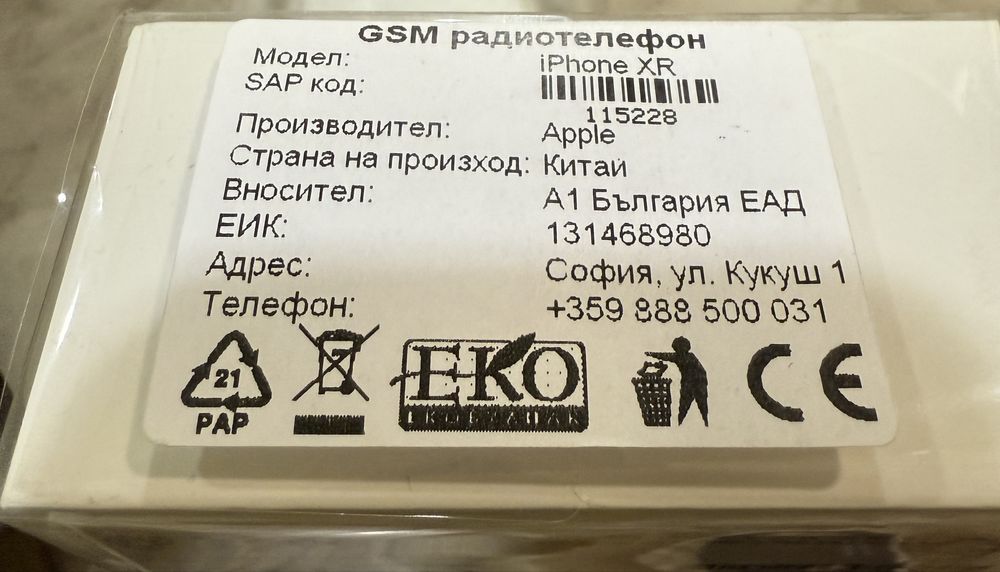 GSM радиотелефон
Модел: iPhone XR
SAP код:
115228
Производител: Apple
Страна на произход: Китай
Вносител: А1 България ЕАД
ЕИК: 131468980
Адрес: София, ул. Кукуш 1
Телефон: +359 888 500 031
21
PAP
EKO
CE